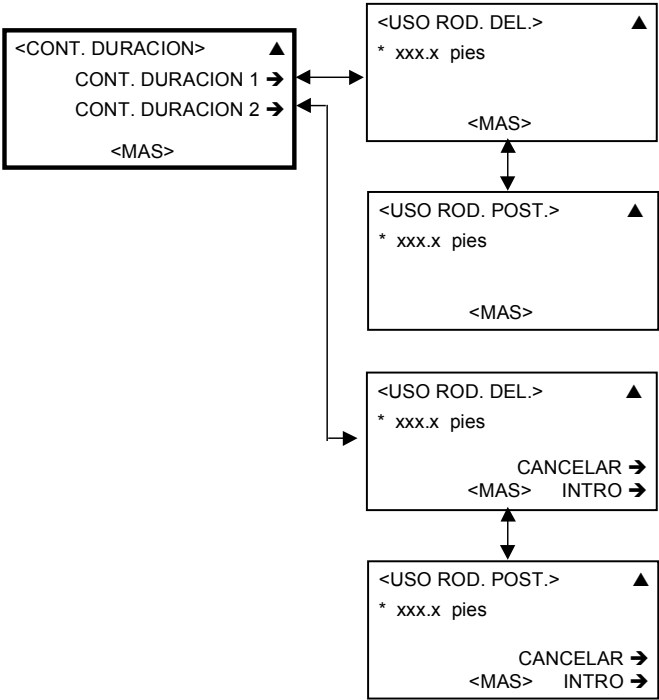 <CONT. DURACION> ▲
CONT. DURACION 1 ➔
CONT. DURACION 2 ➔
<MAS>
<USO ROD. DEL.> ▲
* xxx.x pies
<MAS>
<USO ROD. POST.> ▲
* xxx.x pies
<MAS>
<USO ROD. DEL.> ▲
* xxx.x pies
CANCELAR ➔
<MAS> INTRO ➔
<USO ROD. POST.> ▲
* xxx.x pies
CANCELAR ➔
<MAS> INTRO ➔